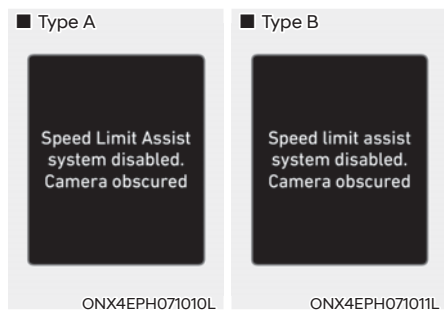 ■ Type A
Speed Limit Assist
system disabled.
Camera obscured
ONX4EPH071010L
■ Type B
Speed limit assist
system disabled.
Camera obscured
ONX4EPH071011L